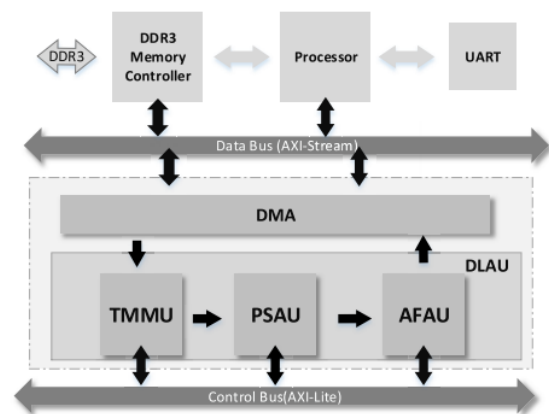 DDR3
DDR3
Memory
Controller
Processor
UART
Data Bus (AXI-Stream)
DMA
DLAU
TMMU
PSAU
AFAU
Control Bus(AXI-Lite)